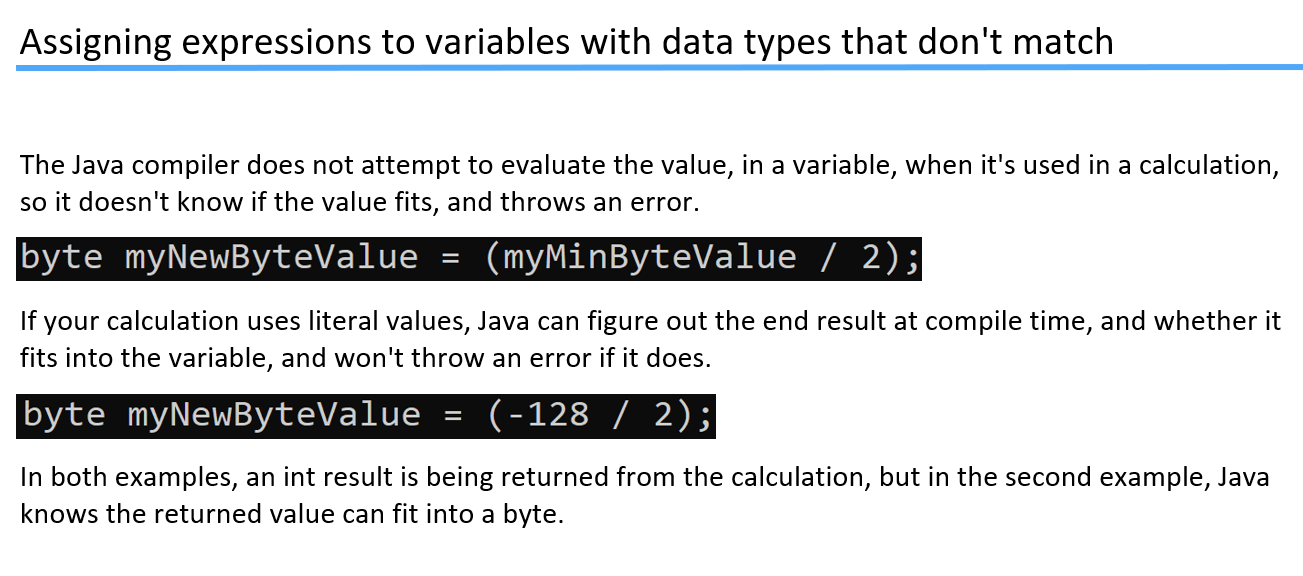 Assigning expressions to variables with data types that don't match
The Java compiler does not attempt to evaluate the value, in a variable, when it's used in a calculation,
so it doesn't know if the value fits, and throws an error.
byte myNewByteValue = (myMinByteValue / 2);
If your calculation uses literal values, Java can figure out the end result at compile time, and whether it
fits into the variable, and won't throw an error if it does.
byte myNewByteValue = (-128 / 2);
In both examples, an int result is being returned from the calculation, but in the second example, Java
knows the returned value can fit into a byte.